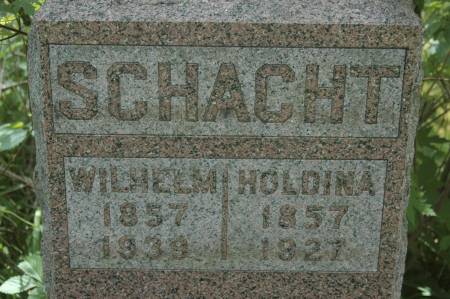 SCHACHT
WILHELM HOLDINA
1857 1857
1939 1927